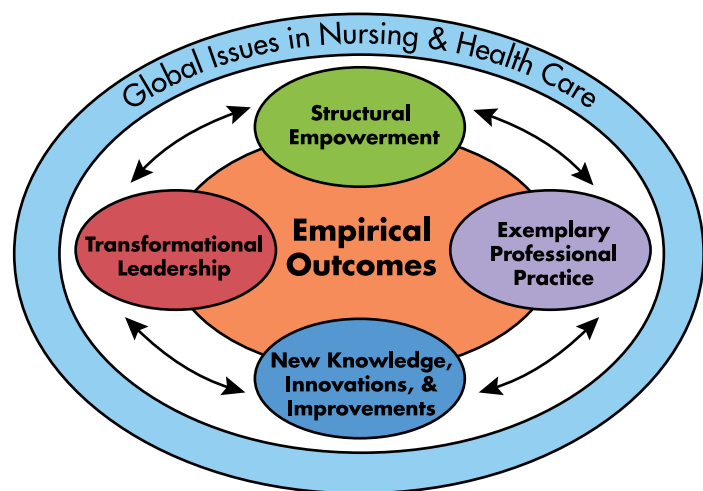 Global Issues in Nursing & Health Care
Structural
Empowerment
Transformational
Leadership
Empirical
Outcomes
Exemplary
Professional
Practice
New Knowledge,
Innovations, &
Improvements